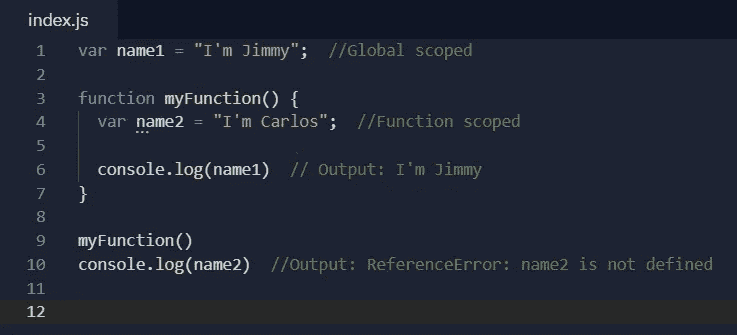 index.js
1 var name1 = "I'm Jimmy"; //Global scoped
2
3 function myFunction() {
4 var name2 = "I'm Carlos"; //Function scoped
5
6 console.log(name1) // Output: I'm Jimmy
7 }
8
9 myFunction()
10 console.log(name2) //Output: ReferenceError: name2 is not defined
11
12